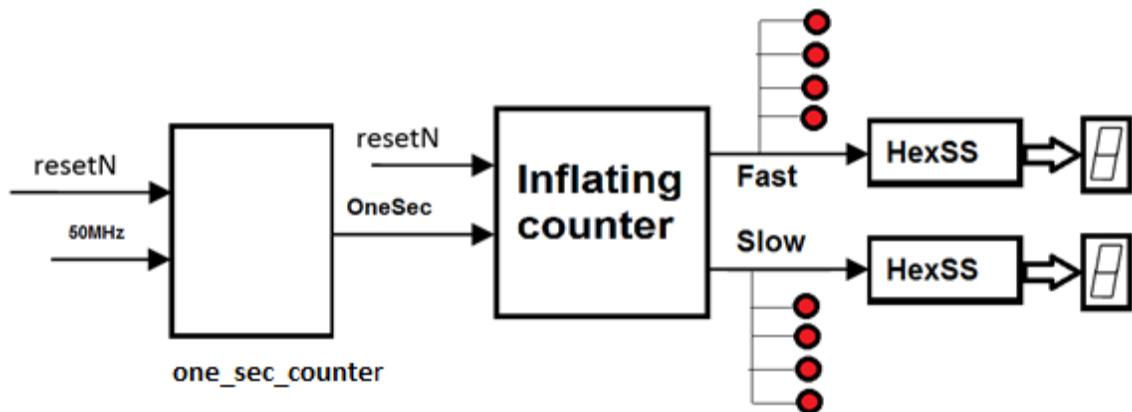 resetN
50MHz
one_sec_counter
resetN
OneSec
Inflating
counter
Fast
Slow
HexSS
HexSS